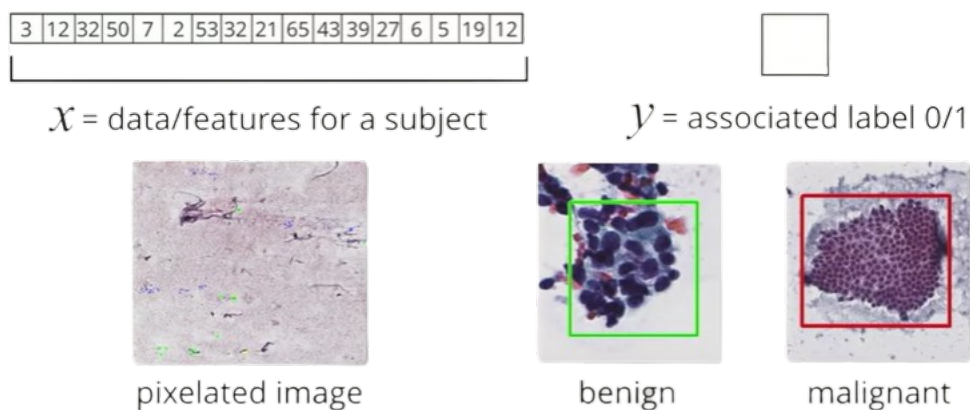 3 12 32 50 7 2 53 32 21 65 43 39 27 6 5 19 12
x = data/features for a subject
y = associated label 0/1
pixelated image
benign
malignant